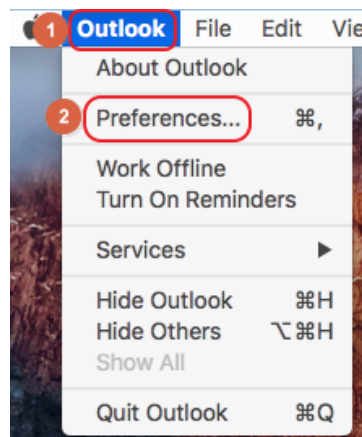 1 Outlook File Edit Vie
About Outlook
2 Preferences... ⌘,
Work Offline
Turn On Reminders
Services ▶
Hide Outlook ⌘H
Hide Others ⌥⌘H
Show All
Quit Outlook ⌘Q